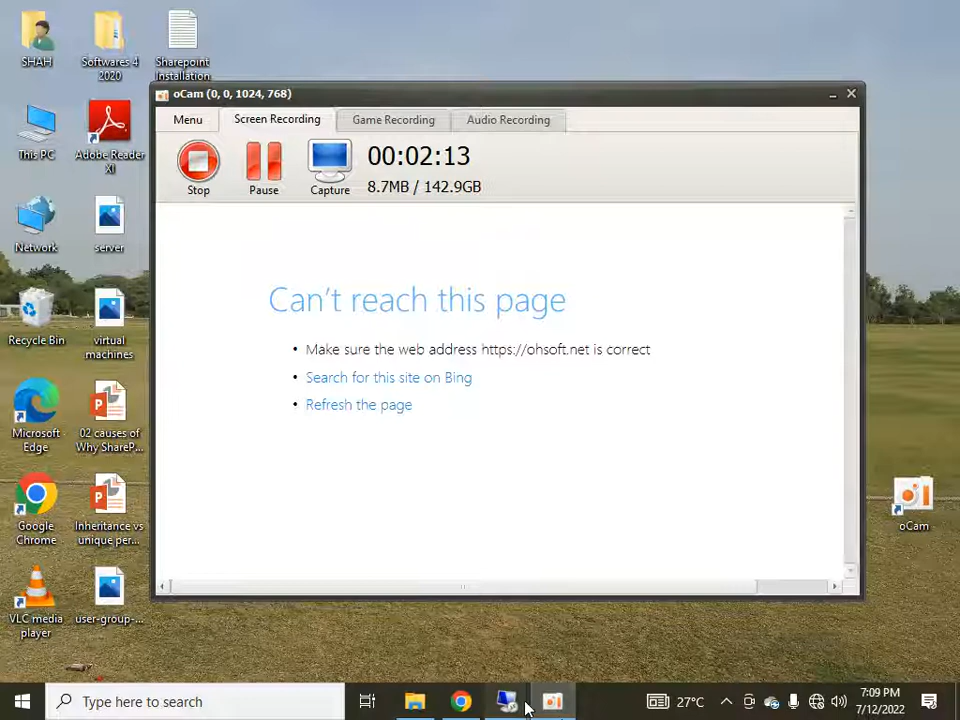 SHAH
Softwares 4
2020
Sharepoint
Installation
This PC
Adobe Reader
XI
Network
server
Recycle Bin
virtual
machines
Microsoft
Edge
02 causes of
Why ShareP...
Google
Chrome
Inheritance vs
unique per...
VLC media
player
user-group-...
oCam
oCam (0, 0, 1024, 768)
Menu
Screen Recording
Game Recording
Audio Recording
Stop
Pause
Capture
00:02:13
8.7MB / 142.9GB
Can't reach this page
• Make sure the web address https://ohsoft.net is correct
• Search for this site on Bing
• Refresh the page
Type here to search
27°C
7:09 PM
7/12/2022